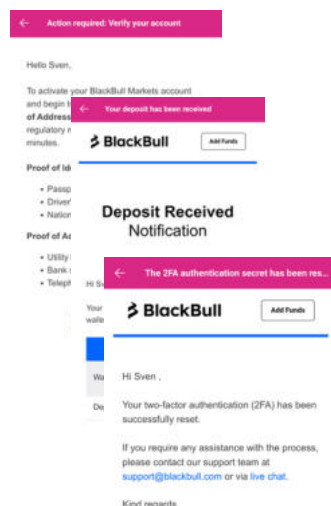 Action required: Verify your account
Hello Sven,
To activate your BlackBull Markets account
and begin t
of Address
regulatory n
minutes.
Proof of Id
• Passp
• Driver'
• Nation
Proof of Ad
• Utility
• Bank s
• Teleph
Your deposit has been received
BlackBull
Add Funds
Deposit Received
Notification
Hi Sv
Your
walle
Wa
De
The 2FA authentication secret has been res...
BlackBull
Add Funds
Hi Sven ,
Your two-factor authentication (2FA) has been
successfully reset.
If you require any assistance with the process,
please contact our support team at
support@blackbull.com or via live chat.
Kind regards,